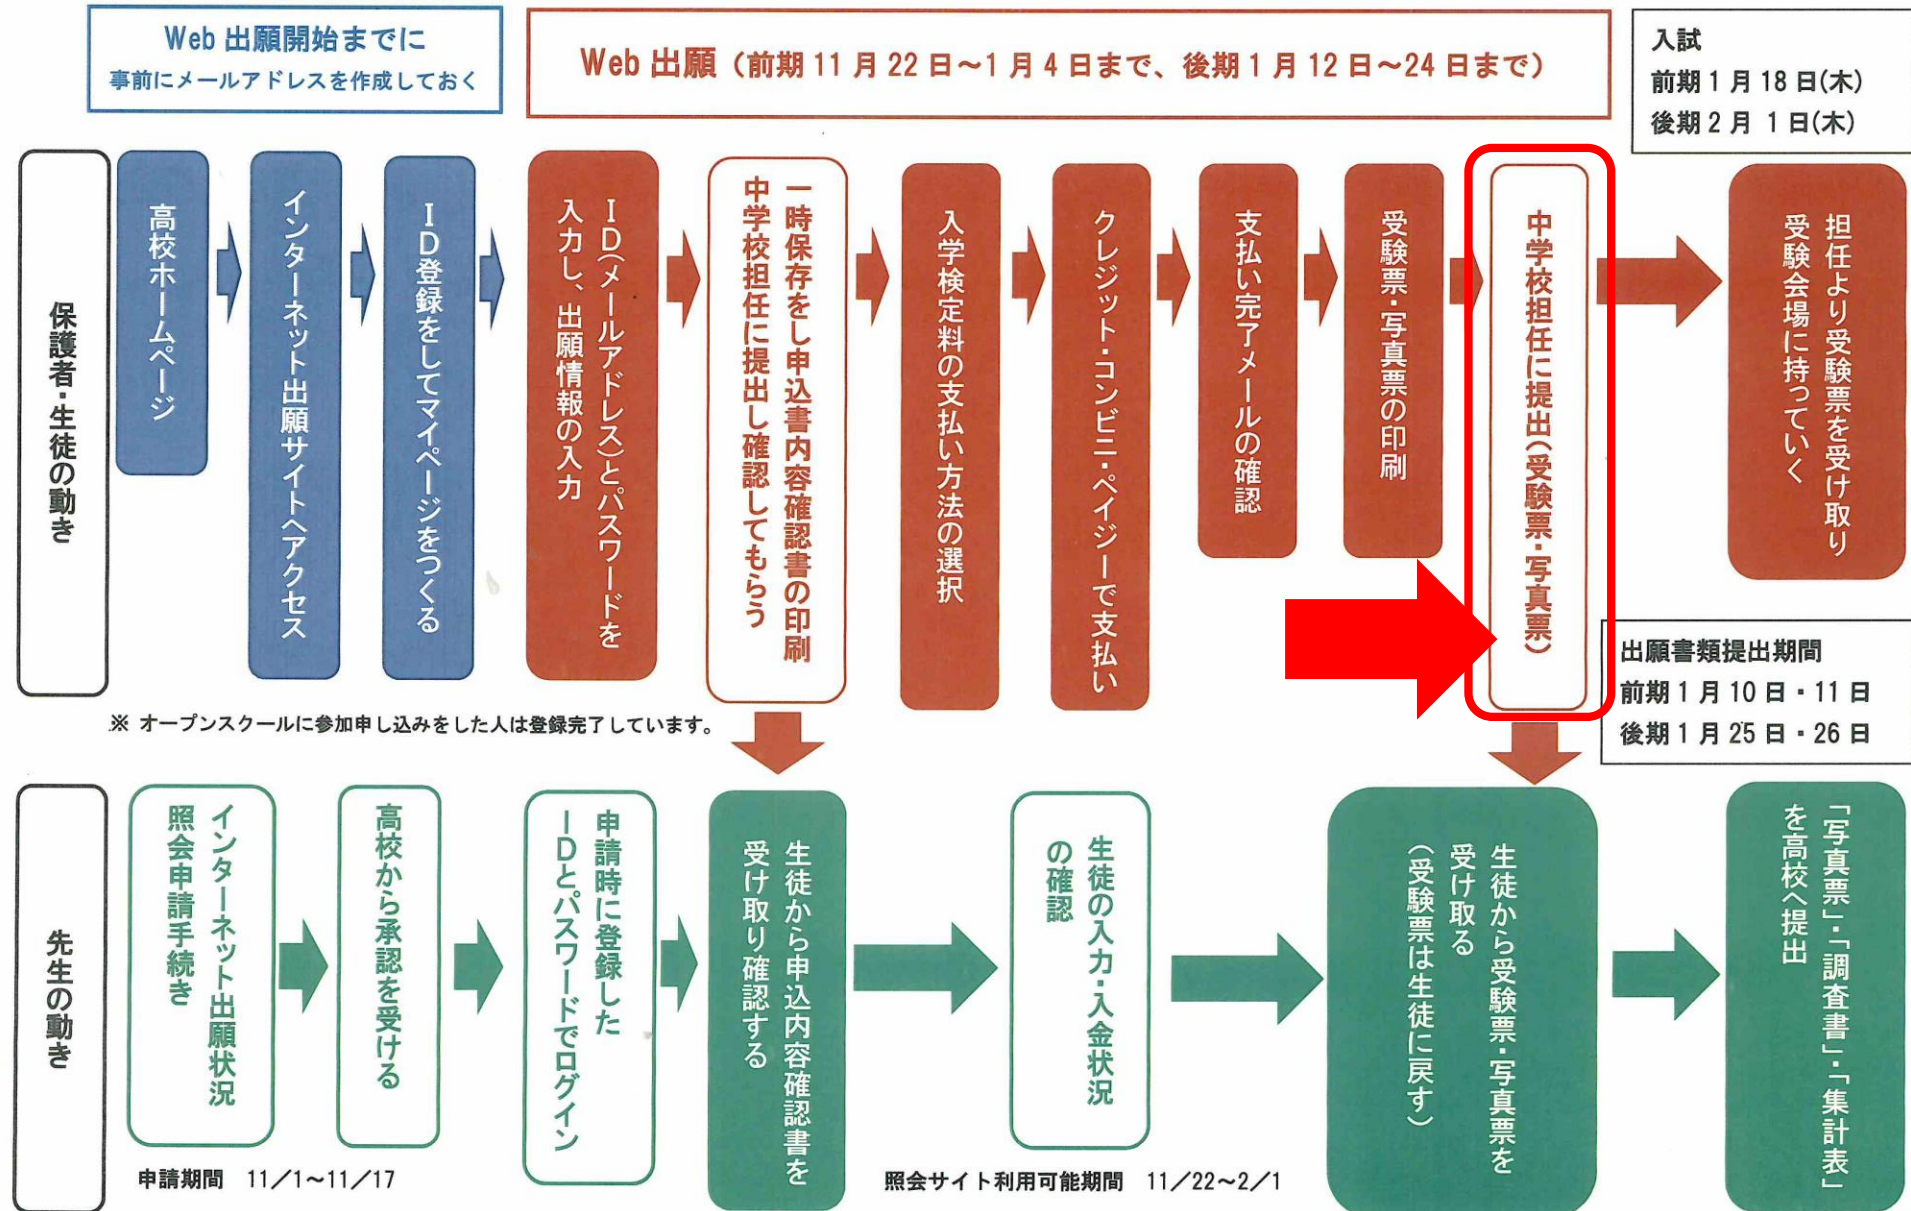 Web 出願開始までに
事前にメールアドレスを作成しておく
Web 出願（前期 11 月 22 日～1 月 4 日まで、後期 1 月 12 日～24 日まで）
入試
前期 1 月 18 日(木)
後期 2 月 1 日(木)
保護者・生徒の動き
高校ホームページ
インターネット出願サイトへアクセス
ＩＤ登録をしてマイページをつくる
ＩＤ(メールアドレス)とパスワードを
入力し、出願情報の入力
一時保存をし申込書内容確認書の印刷
中学校担任に提出し確認してもらう
入学検定料の支払い方法の選択
クレジット・コンビニ・ペイジーで支払い
支払い完了メールの確認
受験票・写真票の印刷
中学校担任に提出（受験票・写真票）
担任より受験票を受け取り
受験会場に持っていく
※ オープンスクールに参加申し込みをした人は登録完了しています。
出願書類提出期間
前期 1 月 10 日・11 日
後期 1 月 25 日・26 日
先生の動き
インターネット出願状況
照会申請手続き
高校から承認を受ける
申請時に登録した
ＩＤとパスワードでログイン
生徒から申込内容確認書を
受け取り確認する
生徒の入力・入金状況
の確認
生徒から受験票・写真票を
受け取る
（受験票は生徒に戻す）
「写真票」・「調査書」・「集計表」
を高校へ提出
申請期間 11／1～11／17
照会サイト利用可能期間 11／22～2／1